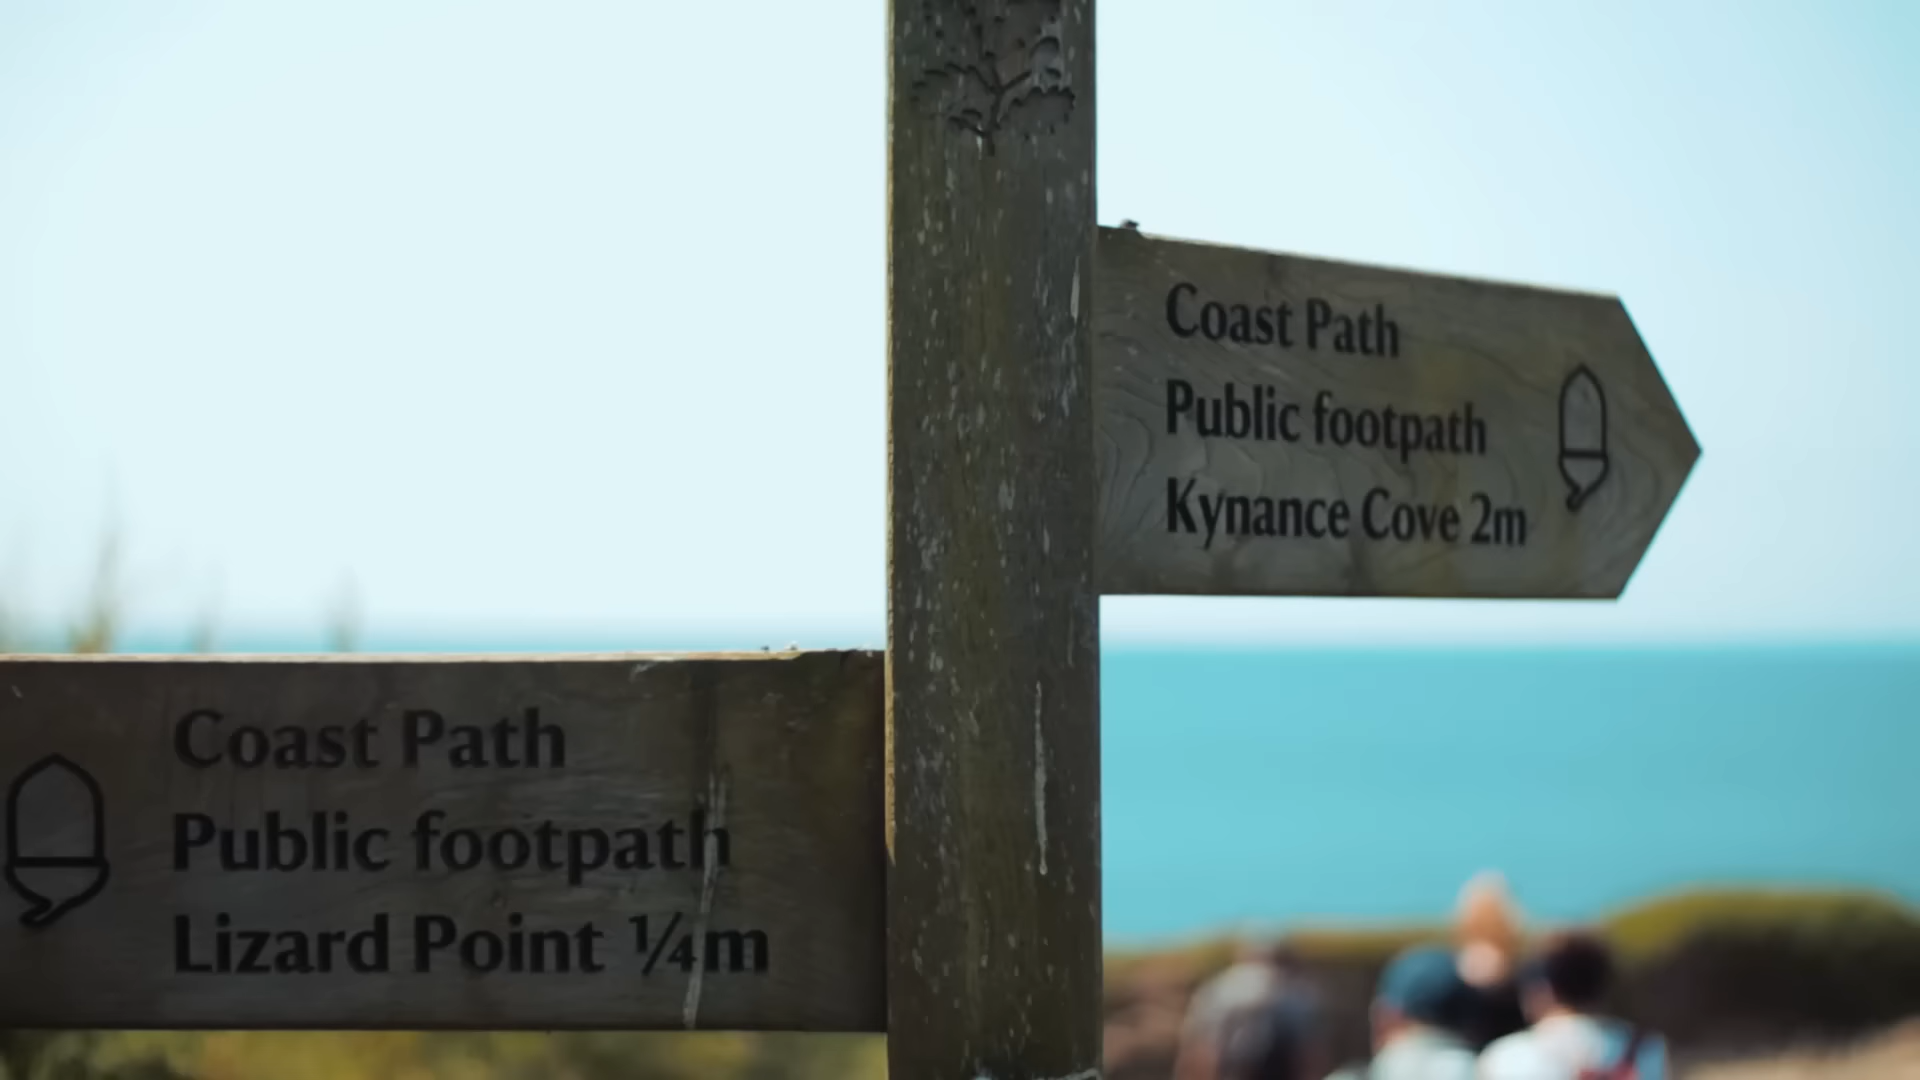 Coast Path
Public footpath
Kynance Cove 2m
Coast Path
Public footpath
Lizard Point ¼m